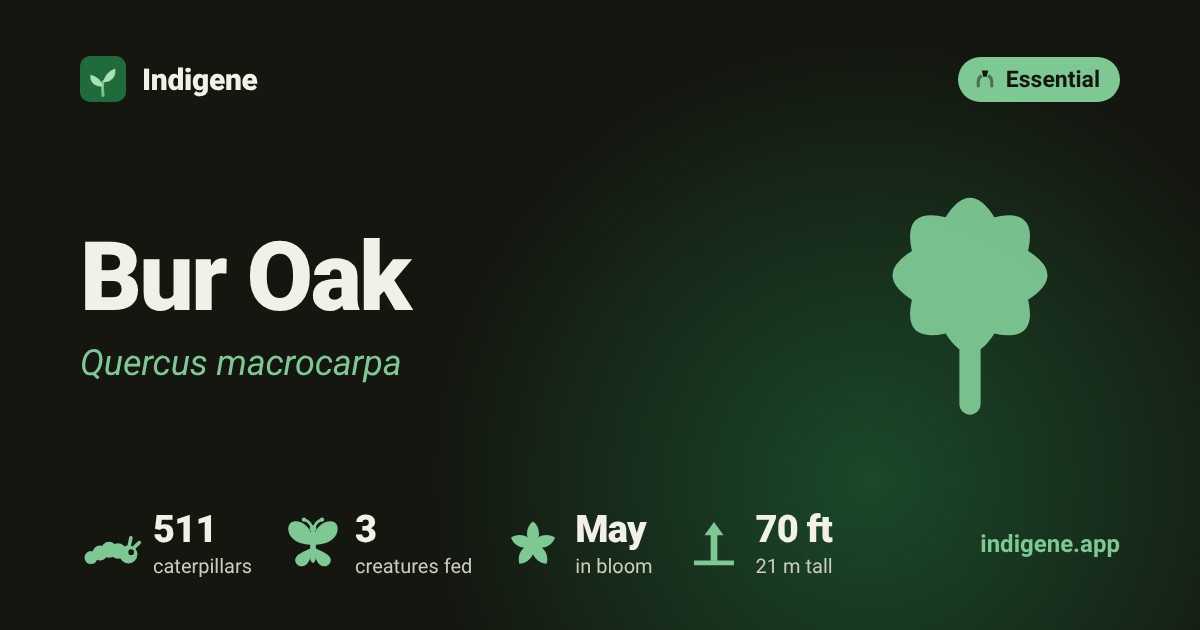 Indigene
Essential
Bur Oak
Quercus macrocarpa
511
caterpillars
3
creatures fed
May
in bloom
70 ft
21 m tall
indigene.app